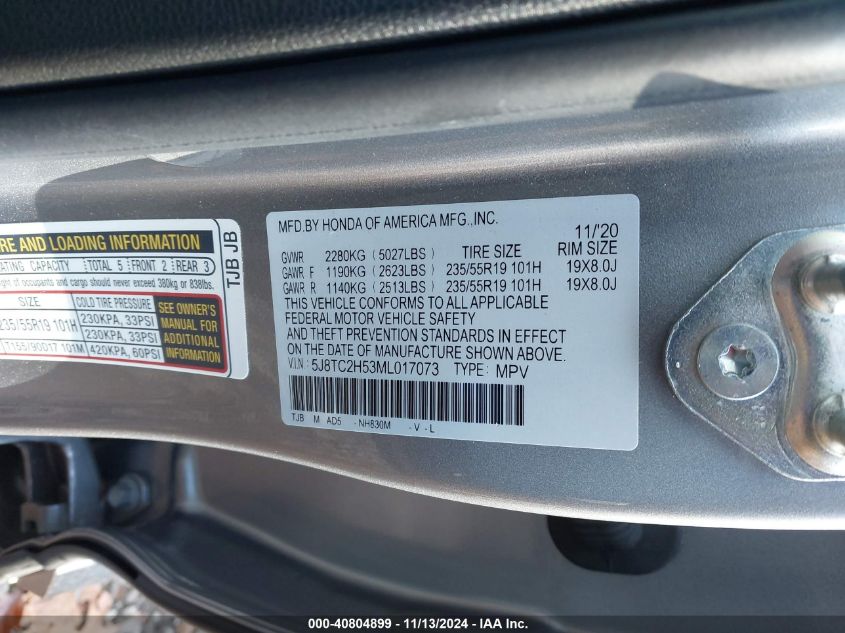 RE AND LOADING INFORMATION
ATING CAPACITY TOTAL 5 FRONT 2 REAR 3
ght of occupants and cargo should never exceed 380kg or 838lbs.
SIZE COLD TIRE PRESSURE
235/55R19 101H 230KPA, 33PSI
230KPA, 33PSI
T155/90D17 101M 420KPA, 60PSI
SEE OWNER'S
MANUAL FOR
ADDITIONAL
INFORMATION
TJB JB
MFD.BY HONDA OF AMERICA MFG.,INC. 11/'20
GVWR 2280KG (5027LBS) TIRE SIZE RIM SIZE
GAWR F 1190KG (2623LBS) 235/55R19 101H 19X8.0J
GAWR R 1140KG (2513LBS) 235/55R19 101H 19X8.0J
THIS VEHICLE CONFORMS TO ALL APPLICABLE
FEDERAL MOTOR VEHICLE SAFETY
AND THEFT PREVENTION STANDARDS IN EFFECT
ON THE DATE OF MANUFACTURE SHOWN ABOVE.
V.I.N: 5J8TC2H53ML017073 TYPE: MPV
TJB M AD5 -NH830M -V-L
000-40804899 - 11/13/2024 - IAA Inc.